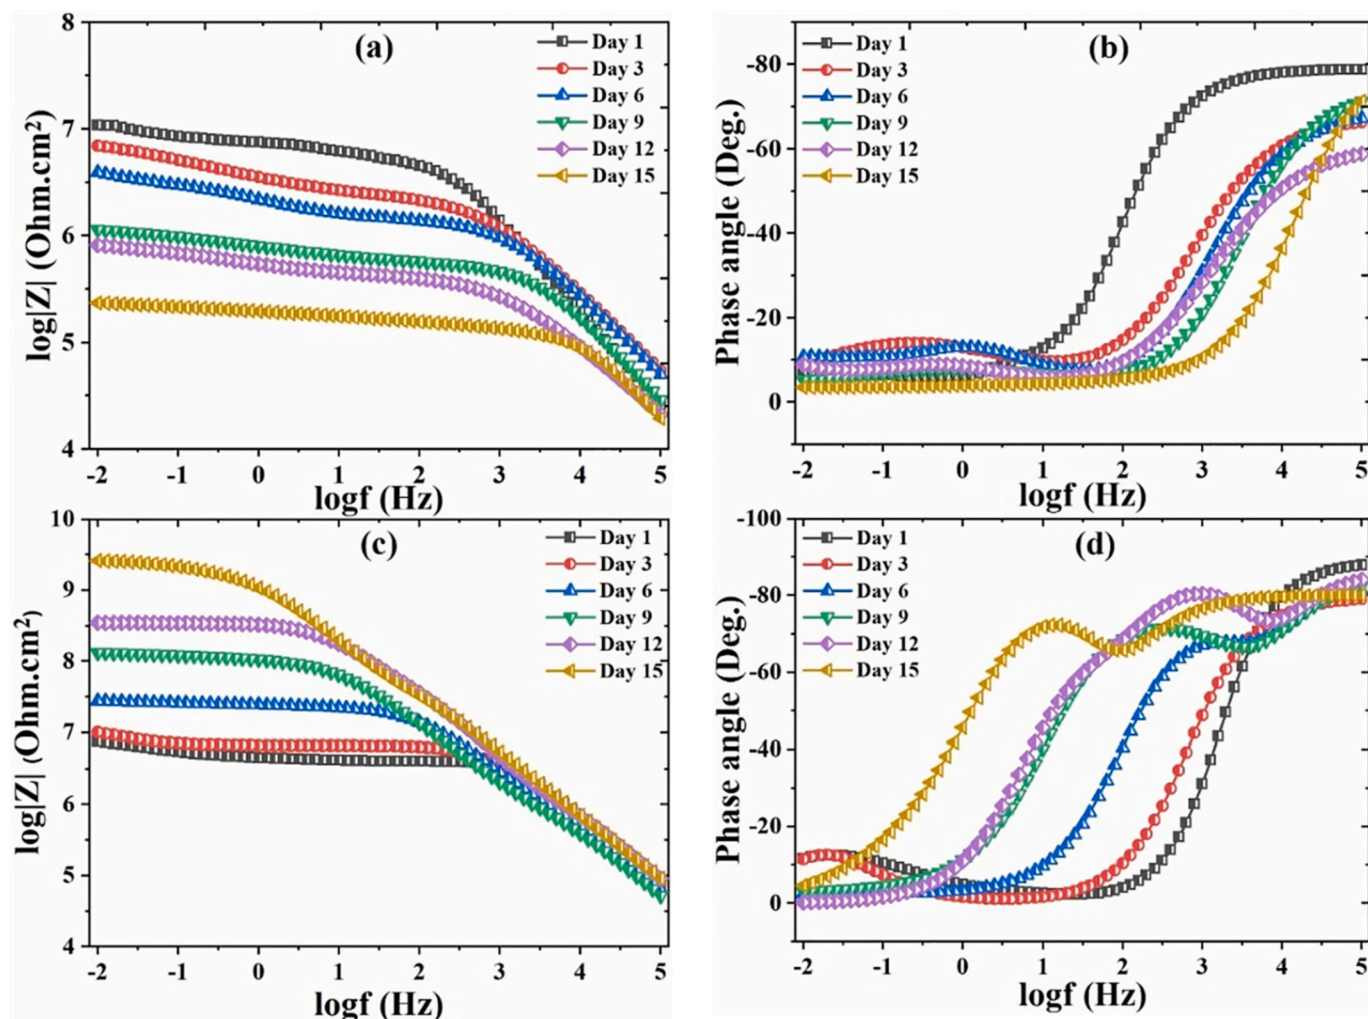 (a)
Day 1
Day 3
Day 6
Day 9
Day 12
Day 15
8
7
6
5
4
log|Z| (Ohm.cm2)
-2 -1 0 1 2 3 4 5
logf (Hz)
(b)
Day 1
Day 3
Day 6
Day 9
Day 12
Day 15
-80
-60
-40
-20
0
Phase angle (Deg.)
-2 -1 0 1 2 3 4 5
logf (Hz)
(c)
Day 1
Day 3
Day 6
Day 9
Day 12
Day 15
10
9
8
7
6
5
4
log|Z| (Ohm.cm2)
-2 -1 0 1 2 3 4 5
logf (Hz)
(d)
Day 1
Day 3
Day 6
Day 9
Day 12
Day 15
-100
-80
-60
-40
-20
0
Phase angle (Deg.)
-2 -1 0 1 2 3 4 5
logf (Hz)